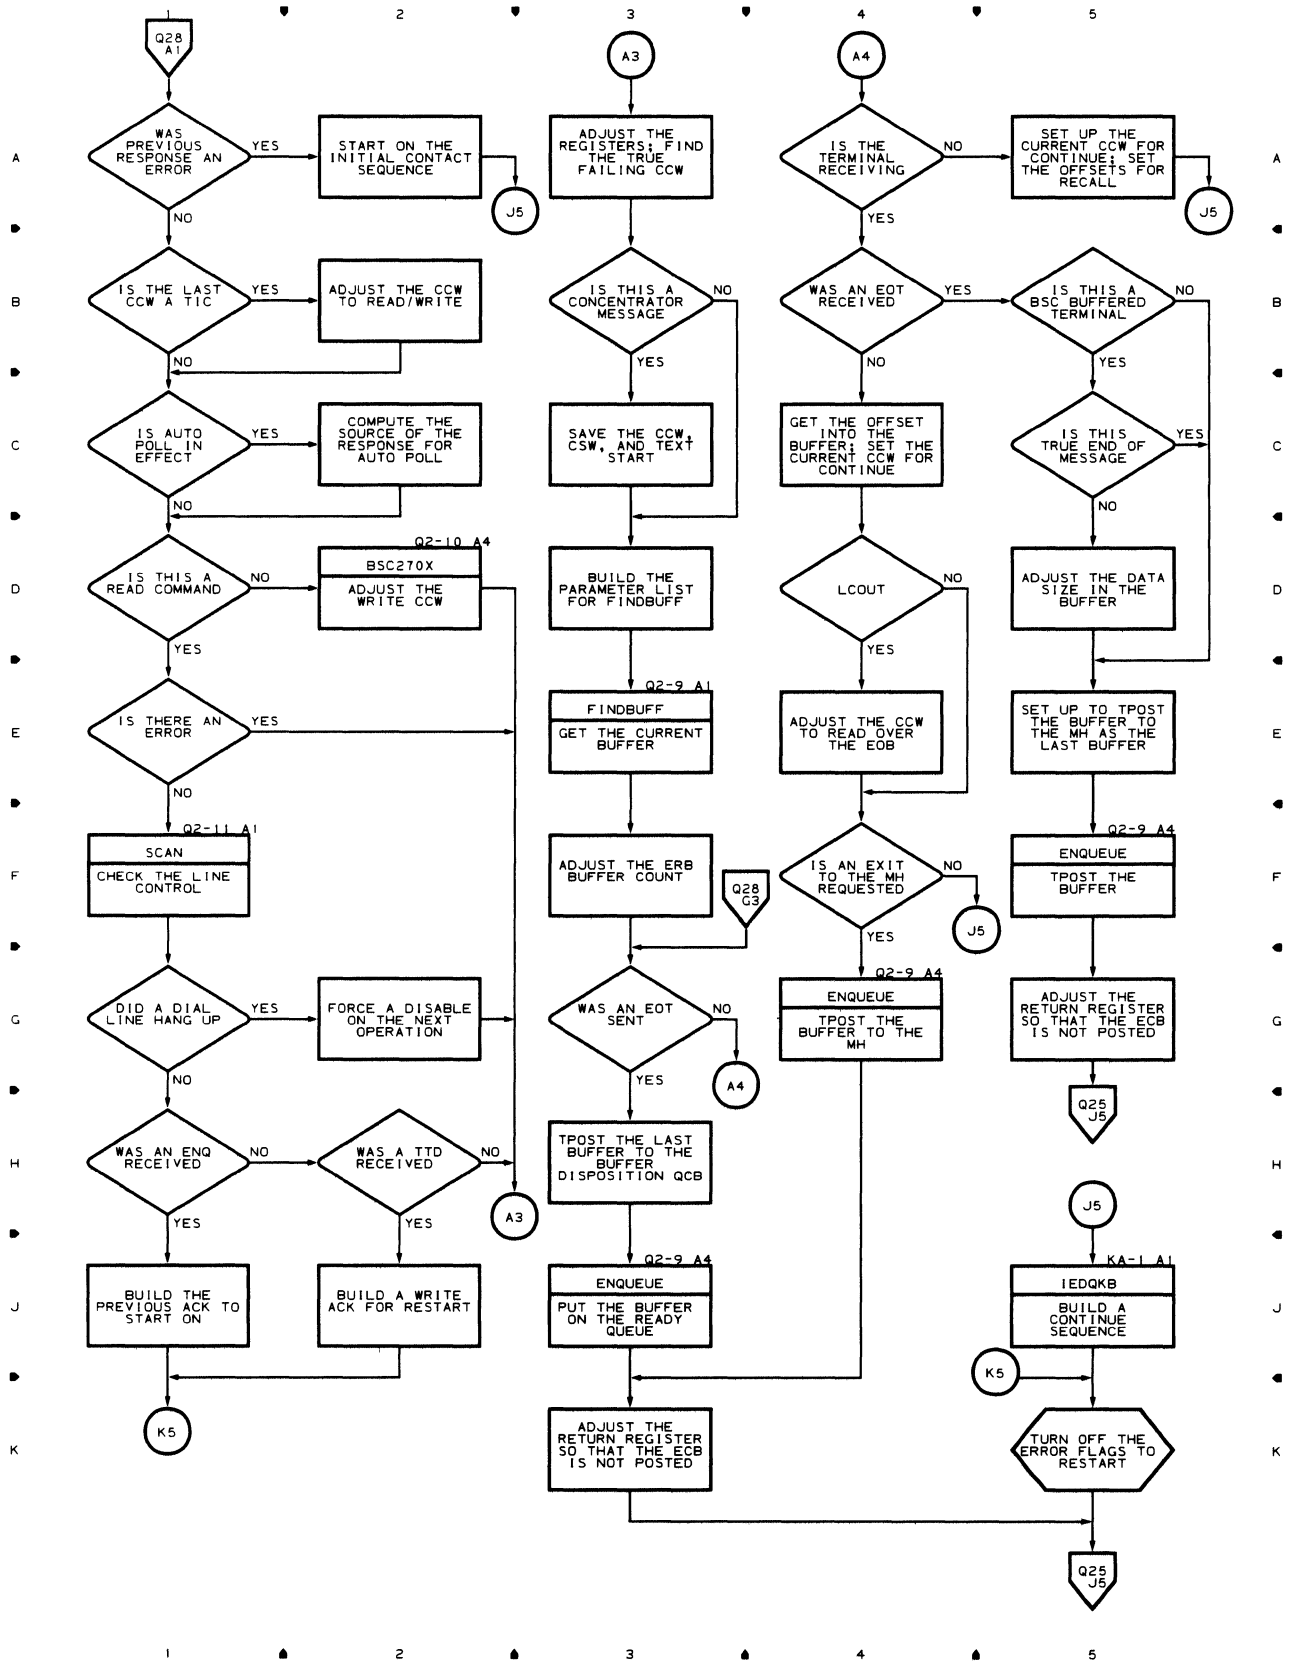 1
2
3
4
5
Q28
A1
WAS
PREVIOUS
RESPONSE AN
ERROR
YES
NO
START ON THE
INITIAL CONTACT
SEQUENCE
J5
A
IS THE LAST
CCW A TIC
YES
NO
ADJUST THE CCW
TO READ/WRITE
B
IS AUTO
POLL IN
EFFECT
YES
NO
COMPUTE THE
SOURCE OF THE
RESPONSE FOR
AUTO POLL
C
IS THIS A
READ COMMAND
NO
YES
Q2-10 A4
BSC270X
ADJUST THE
WRITE CCW
D
IS THERE AN
ERROR
YES
NO
E
Q2-11 A1
SCAN
CHECK THE LINE
CONTROL
F
DID A DIAL
LINE HANG UP
YES
NO
FORCE A DISABLE
ON THE NEXT
OPERATION
G
WAS AN ENQ
RECEIVED
NO
YES
WAS A TTD
RECEIVED
NO
YES
A3
H
BUILD THE
PREVIOUS ACK TO
START ON
BUILD A WRITE
ACK FOR RESTART
J
K5
K
A3
ADJUST THE
REGISTERS; FIND
THE TRUE
FAILING CCW
IS THIS A
CONCENTRATOR
MESSAGE
NO
YES
SAVE THE CCW,
CSW, AND TEXT
START
BUILD THE
PARAMETER LIST
FOR FINDBUFF
Q2-9 A1
FINDBUFF
GET THE CURRENT
BUFFER
ADJUST THE ERB
BUFFER COUNT
Q28
G3
WAS AN EOT
SENT
NO
YES
A4
TPOST THE LAST
BUFFER TO THE
BUFFER
DISPOSITION QCB
Q2-9 A4
ENQUEUE
PUT THE BUFFER
ON THE READY
QUEUE
ADJUST THE
RETURN REGISTER
SO THAT THE ECB
IS NOT POSTED
A4
IS THE
TERMINAL
RECEIVING
NO
YES
SET UP THE
CURRENT CCW FOR
CONTINUE; SET
THE OFFSETS FOR
RECALL
J5
A
WAS AN EOT
RECEIVED
YES
NO
IS THIS A
BSC BUFFERED
TERMINAL
NO
YES
B
GET THE OFFSET
INTO THE
BUFFER; SET THE
CURRENT CCW FOR
CONTINUE
IS THIS
TRUE END OF
MESSAGE
YES
NO
C
LCOUT
NO
YES
ADJUST THE DATA
SIZE IN THE
BUFFER
D
ADJUST THE CCW
TO READ OVER
THE EOB
SET UP TO TPOST
THE BUFFER TO
THE MH AS THE
LAST BUFFER
E
IS AN EXIT
TO THE MH
REQUESTED
NO
YES
J5
Q2-9 A4
ENQUEUE
TPOST THE
BUFFER
F
Q2-9 A4
ENQUEUE
TPOST THE
BUFFER TO THE
MH
ADJUST THE
RETURN REGISTER
SO THAT THE ECB
IS NOT POSTED
G
Q25
J5
H
J5
KA-1 A1
IEDQKB
BUILD A
CONTINUE
SEQUENCE
J
K5
TURN OFF THE
ERROR FLAGS TO
RESTART
K
Q25
J5
1
2
3
4
5